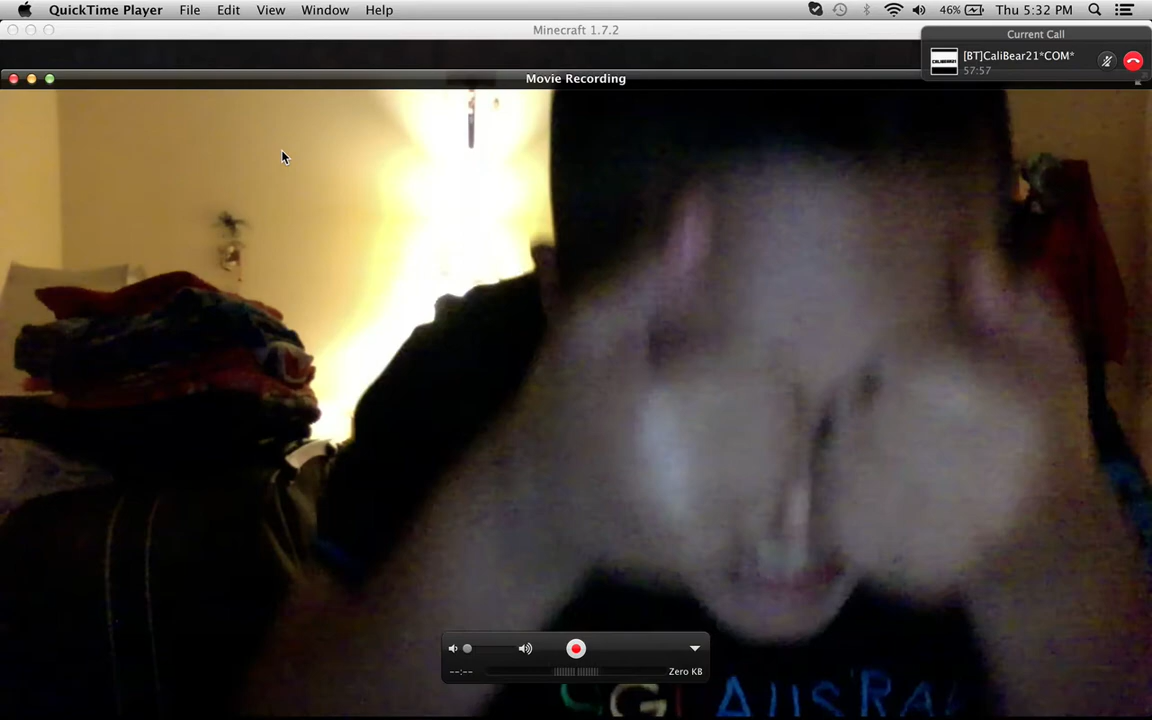 QuickTime Player File Edit View Window Help 46% Thu 5:32 PM
Minecraft 1.7.2
Current Call
[BT]CaliBear21*COM*
57:57
Movie Recording
--:-- Zero KB